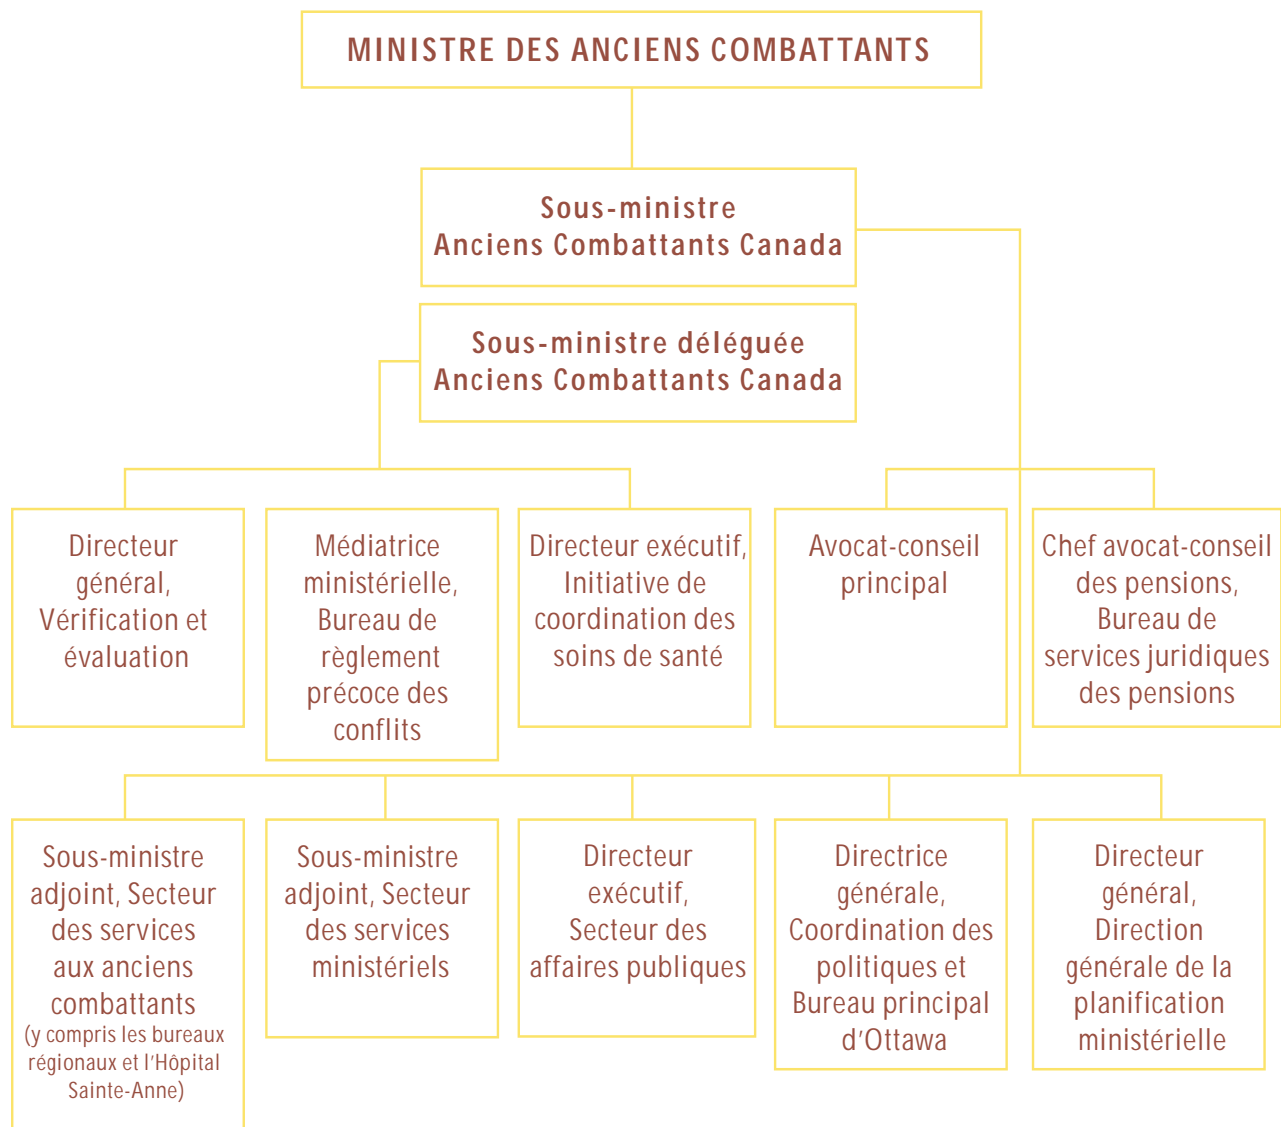 MINISTRE DES ANCIENS COMBATTANTS
Sous-ministre
Anciens Combattants Canada
Sous-ministre déléguée
Anciens Combattants Canada
Directeur
général,
Vérification et
évaluation
Médiatrice
ministérielle,
Bureau de
règlement
précoce des
conflits
Directeur exécutif,
Initiative de
coordination des
soins de santé
Avocat-conseil
principal
Chef avocat-conseil
des pensions,
Bureau de
services juridiques
des pensions
Sous-ministre
adjoint, Secteur
des services
aux anciens
combattants
(y compris les bureaux
régionaux et l'Hôpital
Sainte-Anne)
Sous-ministre
adjoint, Secteur
des services
ministériels
Directeur
exécutif,
Secteur des
affaires publiques
Directrice
générale,
Coordination des
politiques et
Bureau principal
d'Ottawa
Directeur
général,
Direction
générale de la
planification
ministérielle